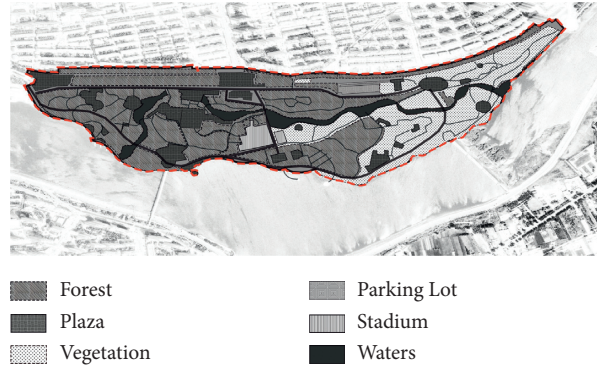 Forest
Plaza
Vegetation
Parking Lot
Stadium
Waters